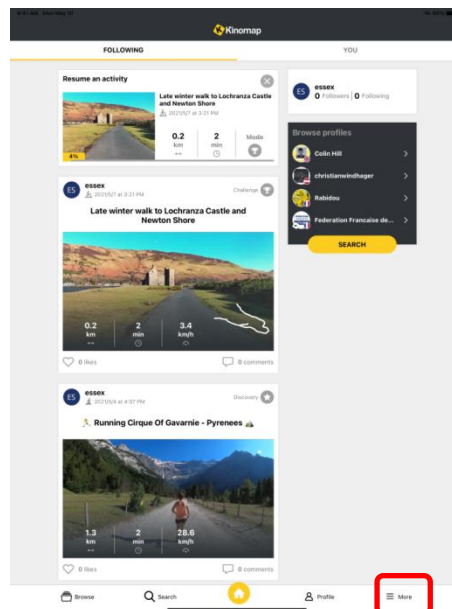 Kinomap
FOLLOWING
YOU
Resume an activity
Late winter walk to Lochranza Castle
and Newton Shore
2021/5/7 at 3:21 PM
0.2
km
2
min
Mode
4%
ES
essex
0 Followers
0 Following
Browse profiles
Colin Hill
christianwindhager
Rabidou
Federation Francaise de...
SEARCH
ES
essex
2021/5/7 at 3:21 PM
Challenge
Late winter walk to Lochranza Castle and
Newton Shore
0.2
km
2
min
3.4
km/h
0 likes
0 comments
ES
essex
2021/5/6 at 4:07 PM
Discovery
Running Cirque Of Gavarnie - Pyrenees
1.3
km
2
min
28.6
km/h
0 likes
0 comments
Browse
Search
Profile
More